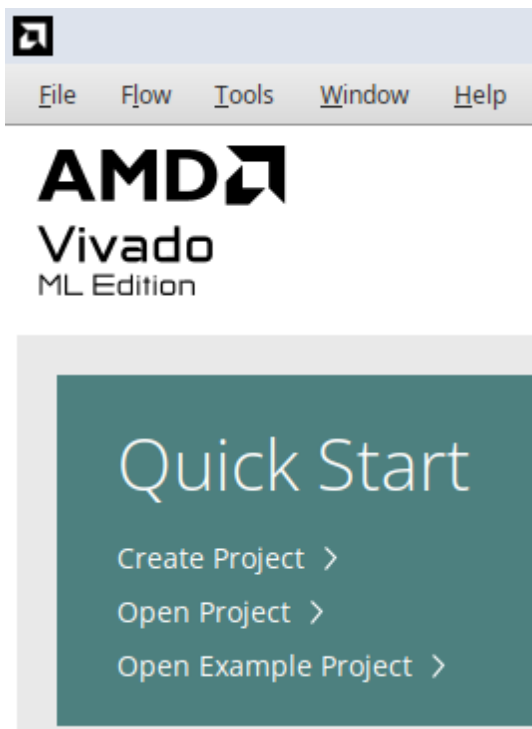 File Flow Tools Window Help
AMD
Vivado
ML Edition
Quick Start
Create Project >
Open Project >
Open Example Project >